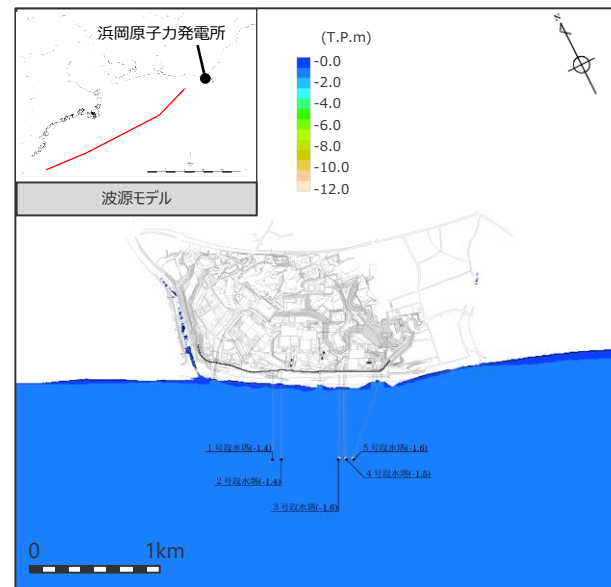 浜岡原子力発電所
波源モデル
(T.P.m)
-0.0
-2.0
-4.0
-6.0
-8.0
-10.0
-12.0
N
1号取水塔(-1.4)
2号取水塔(-1.4)
3号取水塔(-1.6)
4号取水塔(-1.5)
5号取水塔(-1.6)
0 1km